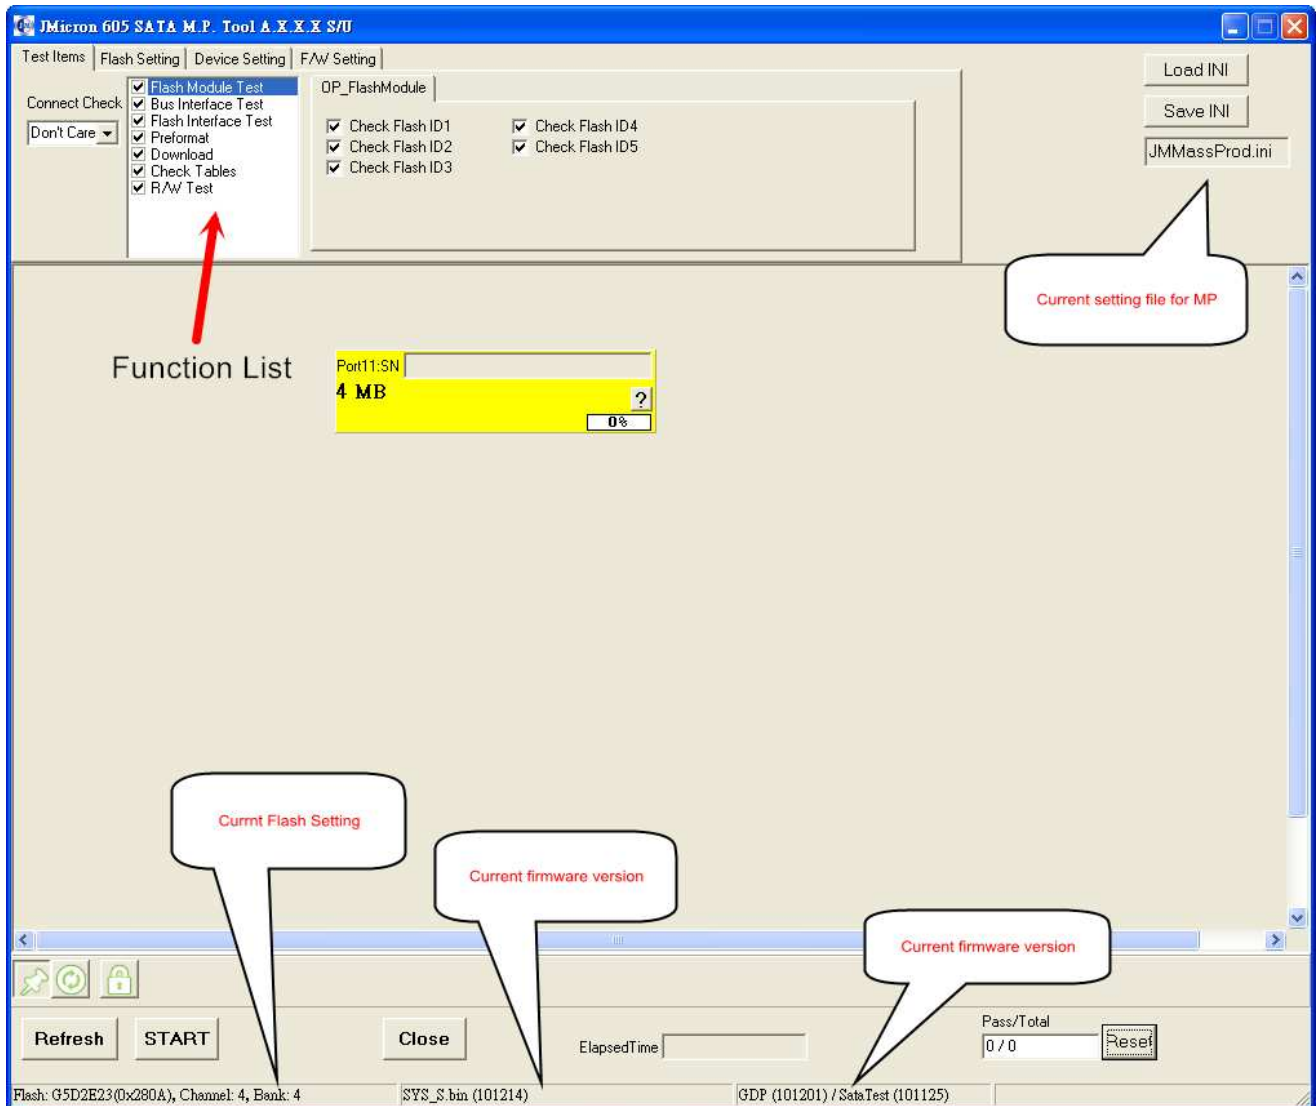 JMicron 605 SATA M.P. Tool A.X.X.X S/U
Test Items
Flash Setting
Device Setting
F/W Setting
Connect Check
Don't Care
Flash Module Test
Bus Interface Test
Flash Interface Test
Preformat
Download
Check Tables
R/W Test
OP_FlashModule
Check Flash ID1
Check Flash ID2
Check Flash ID3
Check Flash ID4
Check Flash ID5
Load INI
Save INI
JMMassProd.ini
Current setting file for MP
Function List
Port11:SN
4 MB
?
0%
Currnt Flash Setting
Current firmware version
Current firmware version
Refresh
START
Close
ElapsedTime
Pass/Total
0 / 0
Reset
Flash: G5D2E23(0x280A), Channel: 4, Bank: 4
SYS_S.bin (101214)
GDP (101201) / SataTest (101125)